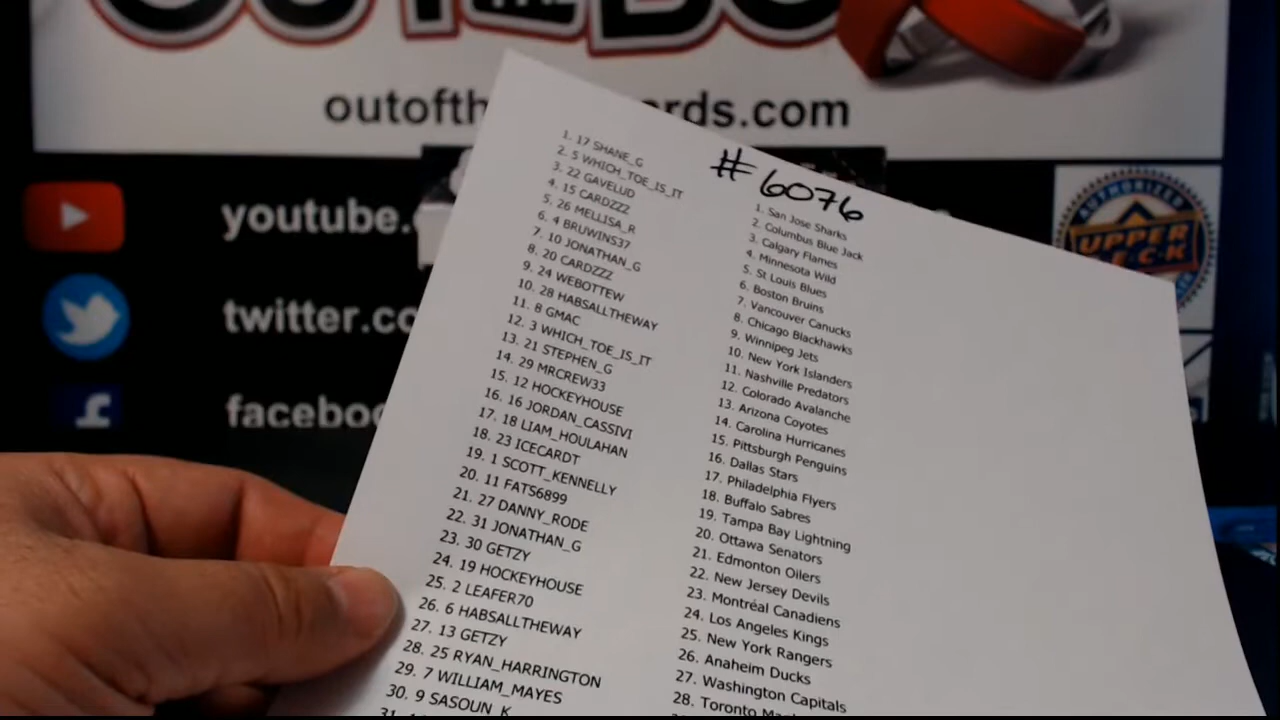 OUT THE BO
outofth rds.com
youtube.
twitter.co
faceboo
AUTHORIZED
UPPER
DECK
#6076
1. 17 SHANE_G
2. 5 WHICH_TOE_IS_IT
3. 22 GAVELUD
4. 15 CARDZZZ
5. 26 MELLISA_R
6. 4 BRUWINS37
7. 10 JONATHAN_G
8. 20 CARDZZZ
9. 24 WEBOTTEW
10. 28 HABSALLTHEWAY
11. 8 GMAC
12. 3 WHICH_TOE_IS_IT
13. 21 STEPHEN_G
14. 29 MRCREW33
15. 12 HOCKEYHOUSE
16. 16 JORDAN_CASSIVI
17. 18 LIAM_HOULAHAN
18. 23 ICECARDT
19. 1 SCOTT_KENNELLY
20. 11 FATS6899
21. 27 DANNY_RODE
22. 31 JONATHAN_G
23. 30 GETZY
24. 19 HOCKEYHOUSE
25. 2 LEAFER70
26. 6 HABSALLTHEWAY
27. 13 GETZY
28. 25 RYAN_HARRINGTON
29. 7 WILLIAM_MAYES
30. 9 SASOUN_K
31.
1. San Jose Sharks
2. Columbus Blue Jack
3. Calgary Flames
4. Minnesota Wild
5. St Louis Blues
6. Boston Bruins
7. Vancouver Canucks
8. Chicago Blackhawks
9. Winnipeg Jets
10. New York Islanders
11. Nashville Predators
12. Colorado Avalanche
13. Arizona Coyotes
14. Carolina Hurricanes
15. Pittsburgh Penguins
16. Dallas Stars
17. Philadelphia Flyers
18. Buffalo Sabres
19. Tampa Bay Lightning
20. Ottawa Senators
21. Edmonton Oilers
22. New Jersey Devils
23. Montréal Canadiens
24. Los Angeles Kings
25. New York Rangers
26. Anaheim Ducks
27. Washington Capitals
28. Toronto Ma